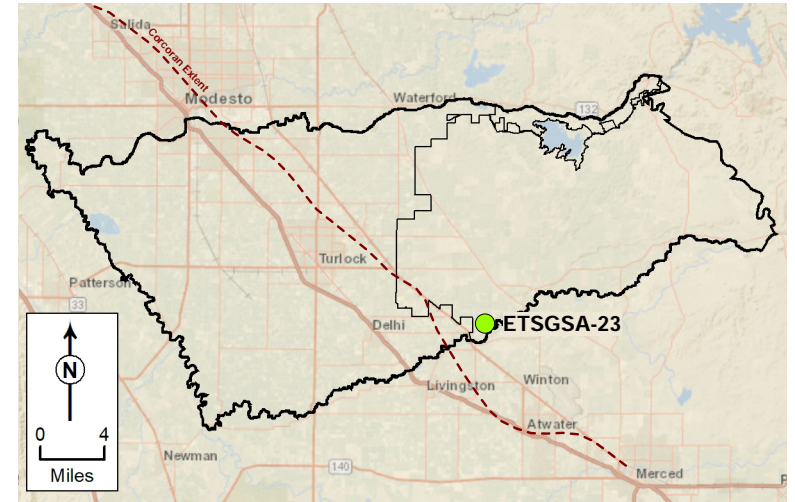 Salida
Corcoran Extent
Modesto
Waterford
132
Turlock
Patterson
33
Delhi
ETSGSA-23
N
Livingston
Winton
0 4
Miles
Atwater
Newman
140
Merced
P